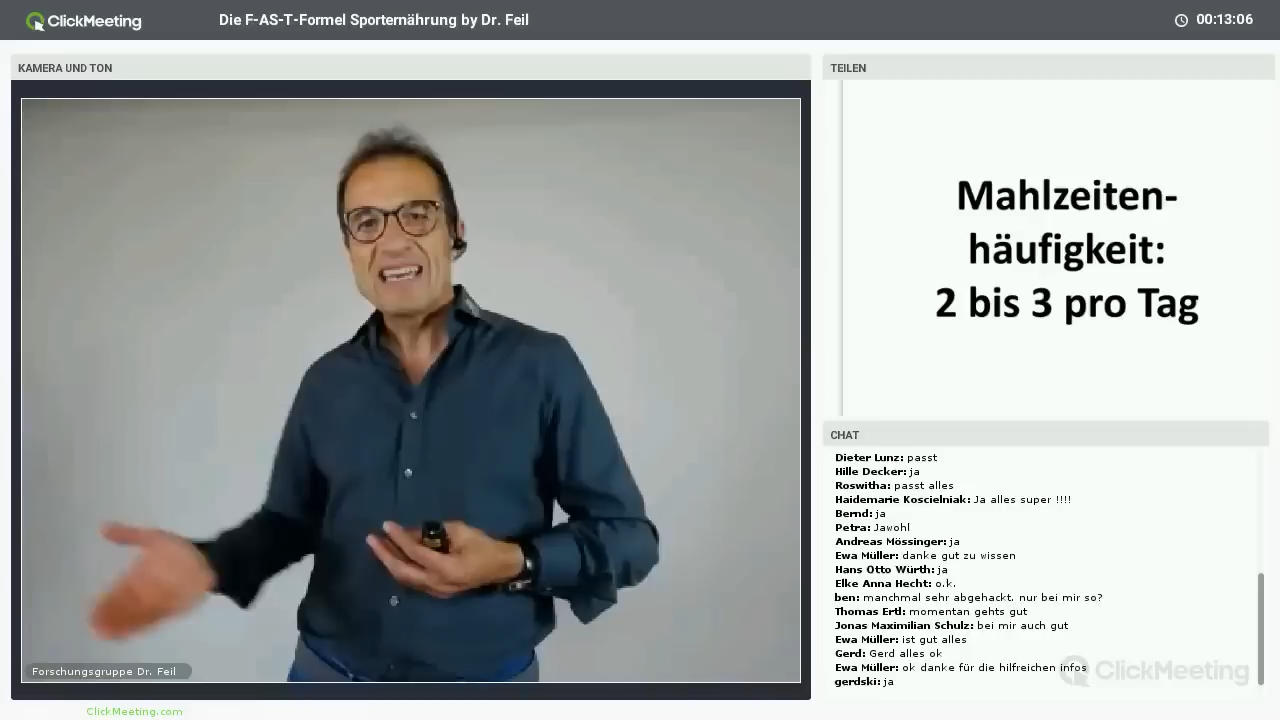 ClickMeeting
Die F-AS-T-Formel Sporternährung by Dr. Feil
00:13:06
KAMERA UND TON
Forschungsgruppe Dr. Feil
ClickMeeting.com
TEILEN
Mahlzeiten-
häufigkeit:
2 bis 3 pro Tag
CHAT
Dieter Lunz: passt
Hille Decker: ja
Roswitha: passt alles
Haidemarie Koscielniak: Ja alles super !!!!
Bernd: ja
Petra: Jawohl
Andreas Mössinger: ja
Ewa Müller: danke gut zu wissen
Hans Otto Würth: ja
Elke Anna Hecht: o.k.
ben: manchmal sehr abgehackt. nur bei mir so?
Thomas Ertl: momentan gehts gut
Jonas Maximilian Schulz: bei mir auch gut
Ewa Müller: ist gut alles
Gerd: Gerd alles ok
Ewa Müller: ok danke für die hilfreichen infos
gerdski: ja
ClickMeeting